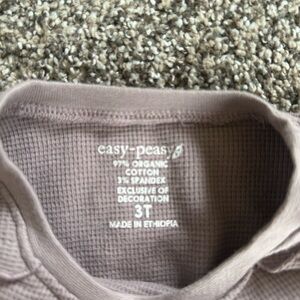 easy-peasy
97% ORGANIC
COTTON
3% SPANDEX
EXCLUSIVE OF
DECORATION
3T
MADE IN ETHIOPIA